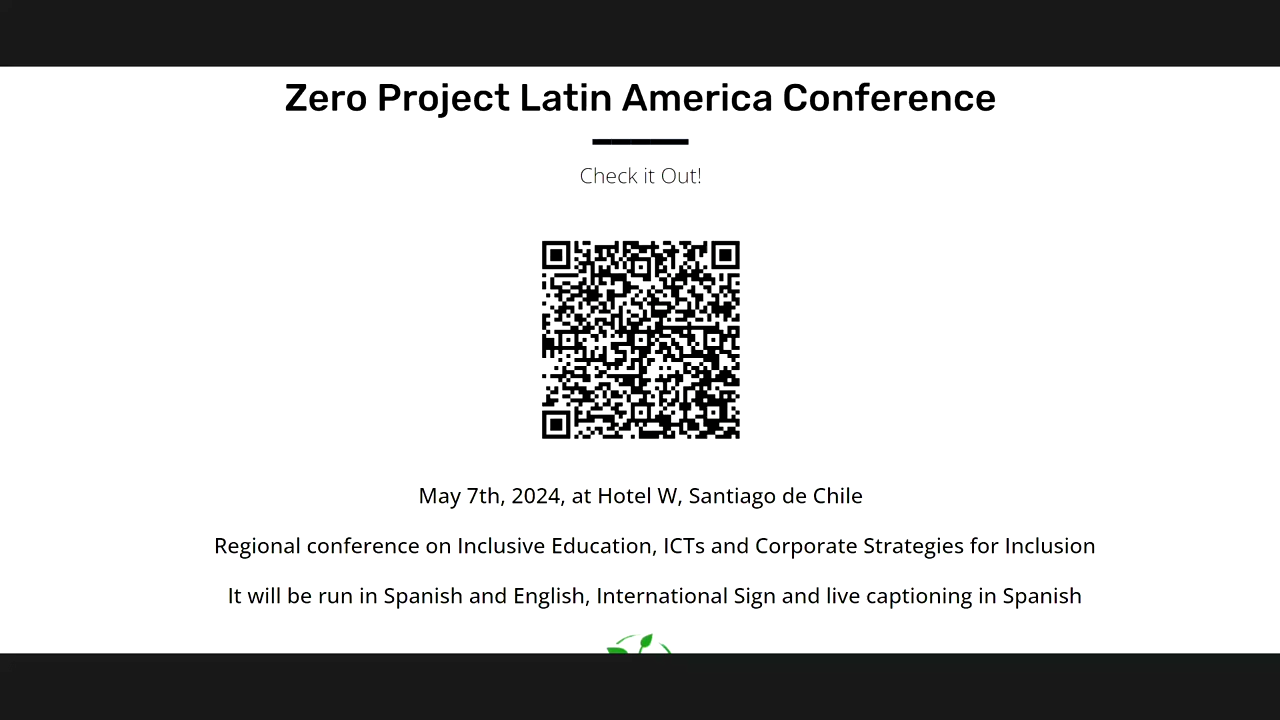 Zero Project Latin America Conference
Check it Out!
May 7th, 2024, at Hotel W, Santiago de Chile
Regional conference on Inclusive Education, ICTs and Corporate Strategies for Inclusion
It will be run in Spanish and English, International Sign and live captioning in Spanish